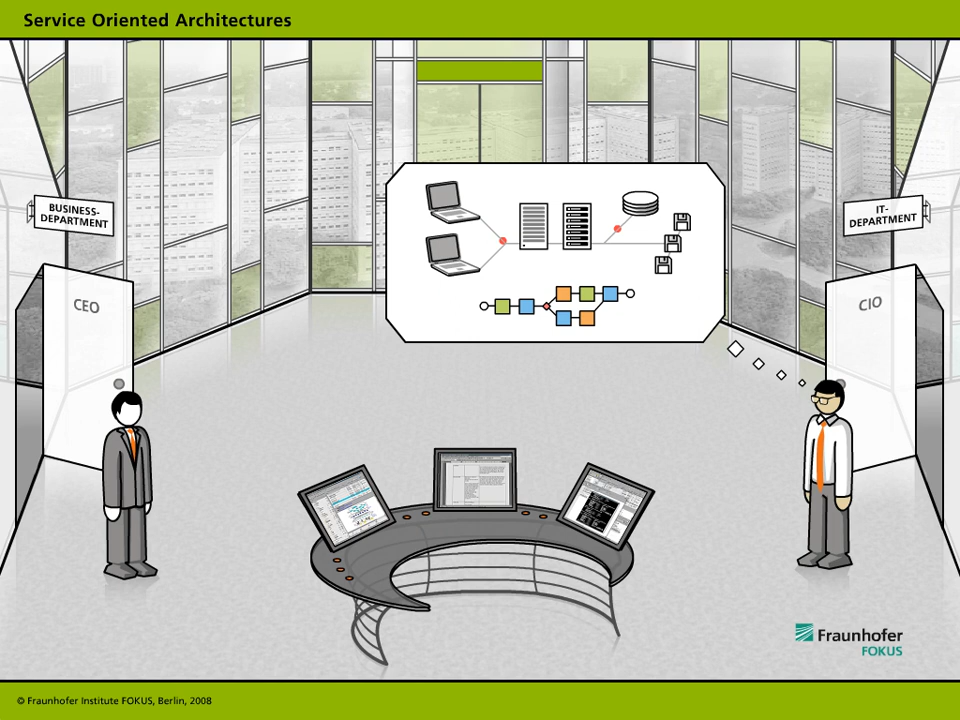 Service Oriented Architectures
BUSINESS-
DEPARTMENT
IT-
DEPARTMENT
CEO
CIO
Fraunhofer
FOKUS
© Fraunhofer Institute FOKUS, Berlin, 2008